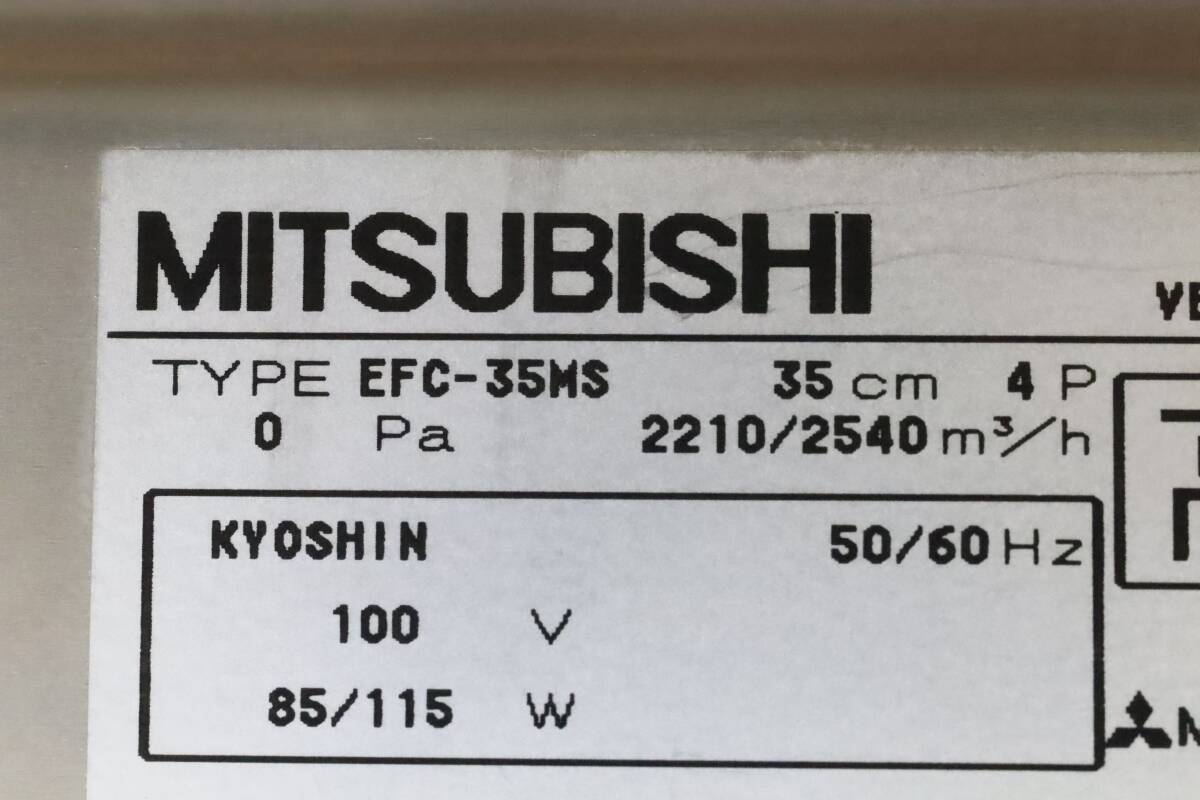 MITSUBISHI
TYPE EFC-35MS 35 cm 4 P
0 Pa 2210/2540 m³/h
KYOSHIN 50/60 Hz
100 V
85/115 W